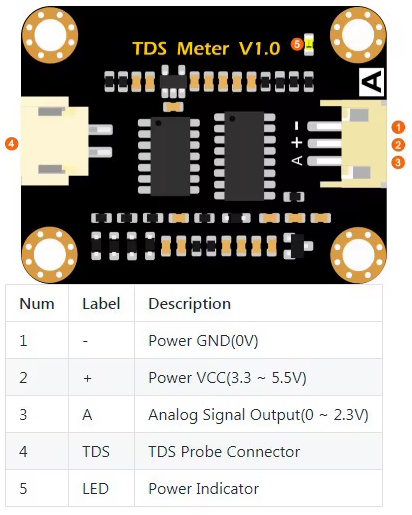 TDS Meter V1.0
5
A
-
1
+
2
A
3
4
Num Label Description
1 - Power GND(0V)
2 + Power VCC(3.3 ~ 5.5V)
3 A Analog Signal Output(0 ~ 2.3V)
4 TDS TDS Probe Connector
5 LED Power Indicator